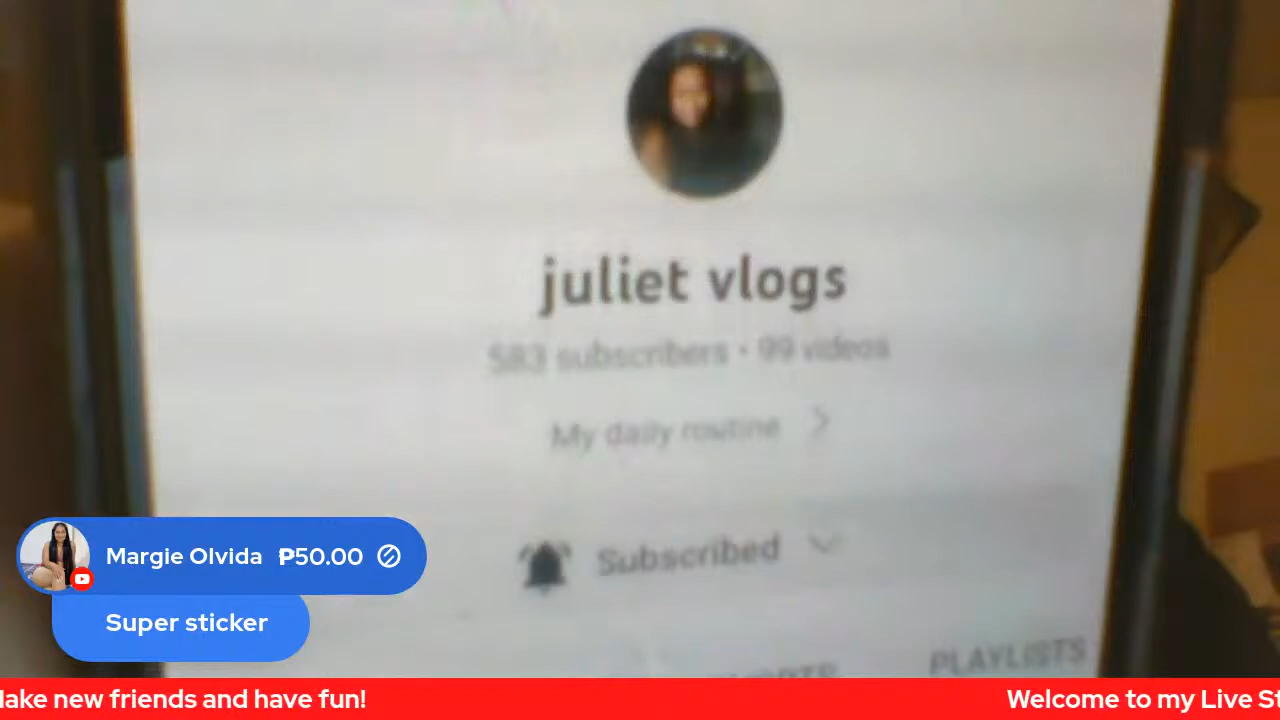 juliet vlogs
583 subscribers • 99 videos
My daily routine
Subscribed
PLAYLISTS
Margie Olvida ₱50.00
Super sticker
ake new friends and have fun!
Welcome to my Live St